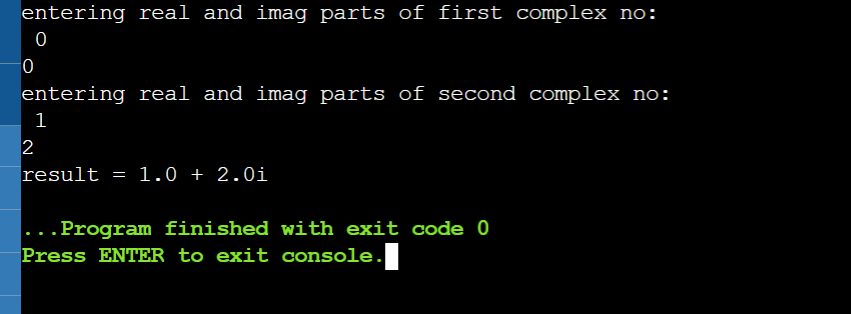 entering real and imag parts of first complex no:
0
0
entering real and imag parts of second complex no:
1
2
result = 1.0 + 2.0i
...Program finished with exit code 0
Press ENTER to exit console.